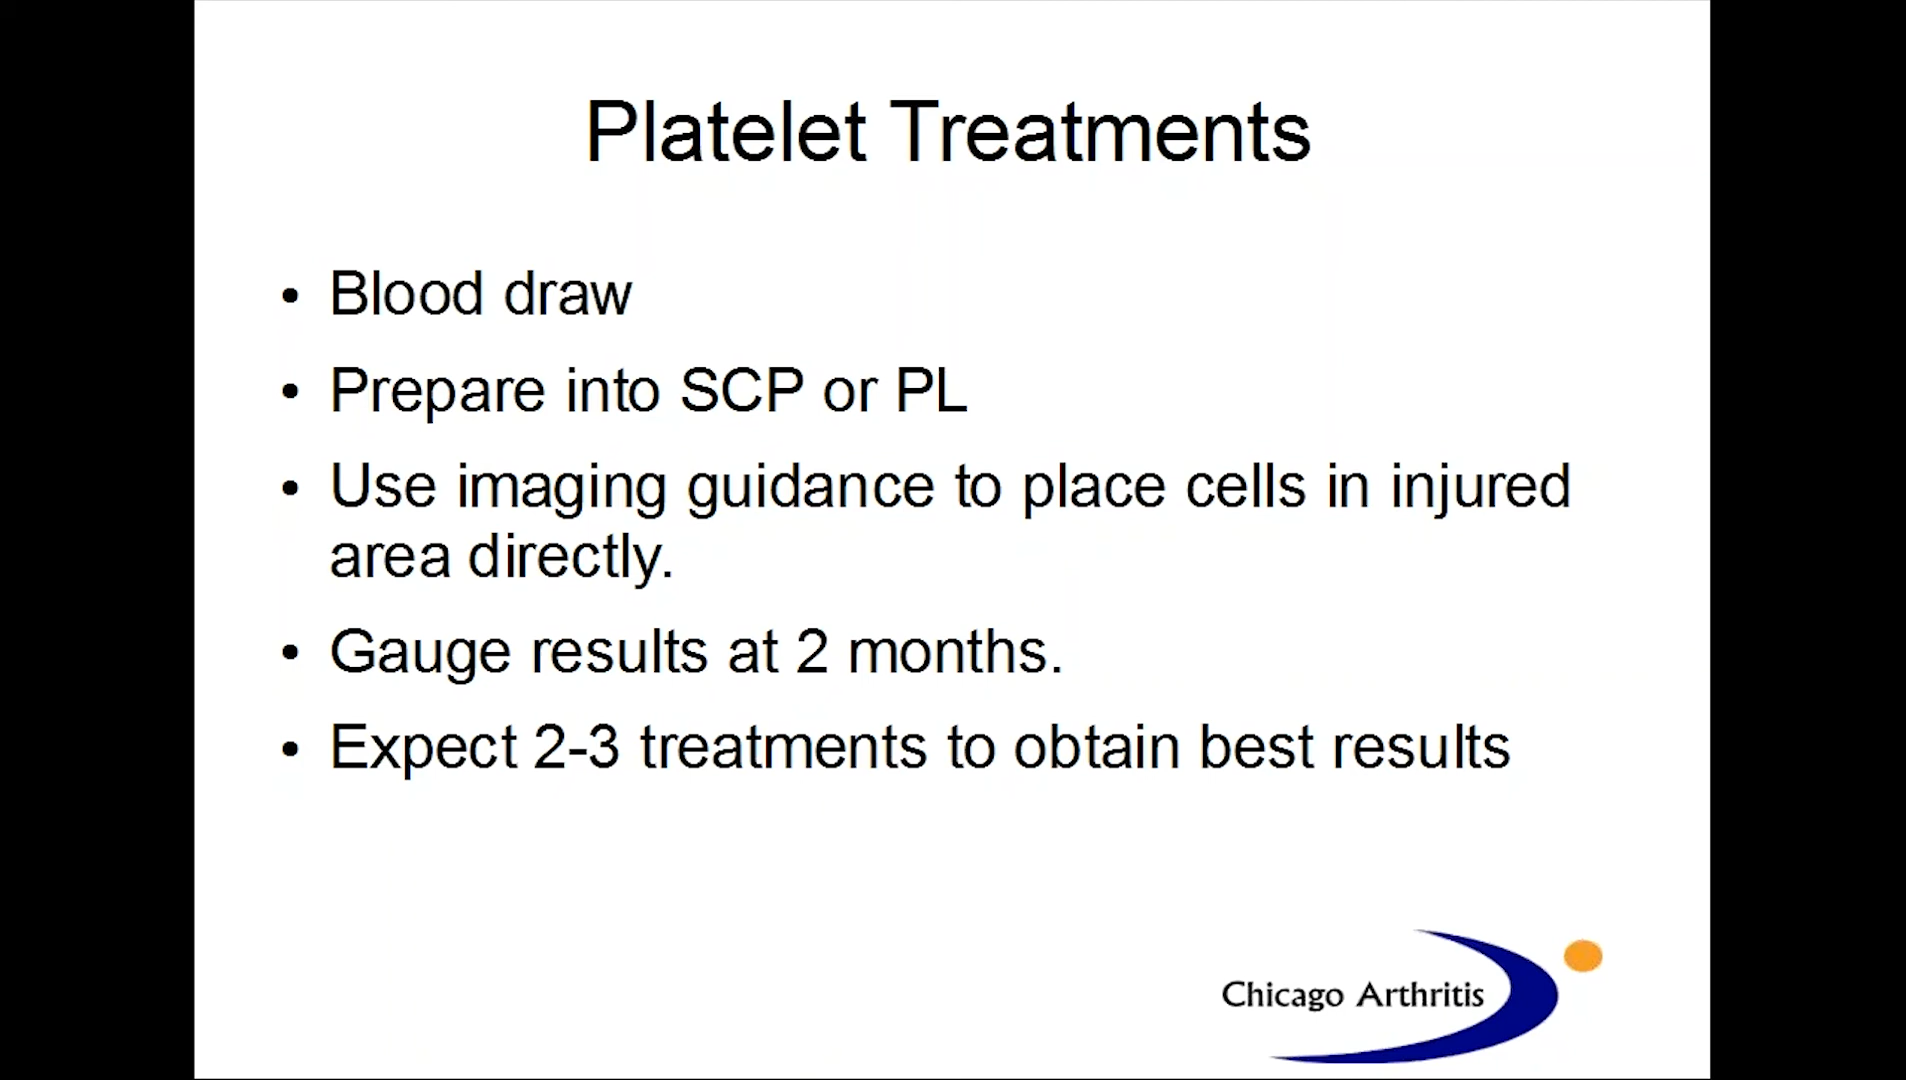 Platelet Treatments
• Blood draw
• Prepare into SCP or PL
• Use imaging guidance to place cells in injured
area directly.
• Gauge results at 2 months.
• Expect 2-3 treatments to obtain best results
Chicago Arthritis